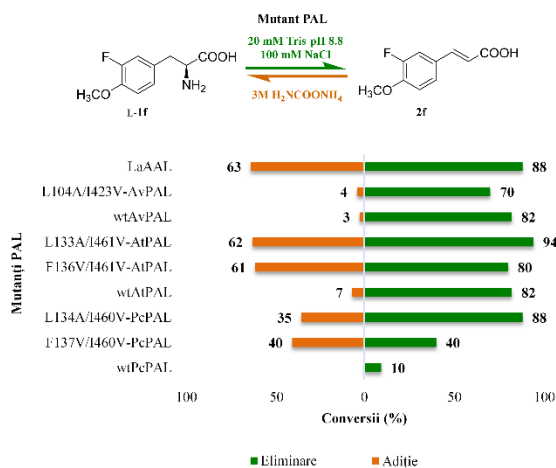 Mutant PAL
20 mM Tris pH 8.8
100 mM NaCl
3M H₂NCOONH₄
F
COOH
NH₂
H₃CO
L-1f
F
COOH
H₃CO
2f
Mutanți PAL
LaAAL 63 88
L104A/I423V-AvPAL 4 70
wtAvPAL 3 82
L133A/I461V-AtPAL 62 94
F136V/I461V-AtPAL 61 80
wtAtPAL 7 82
L134A/I460V-PcPAL 35 88
F137V/I460V-PcPAL 40 40
wtPcPAL 10
100 50 0 50 100
Conversii (%)
Eliminare Adiție